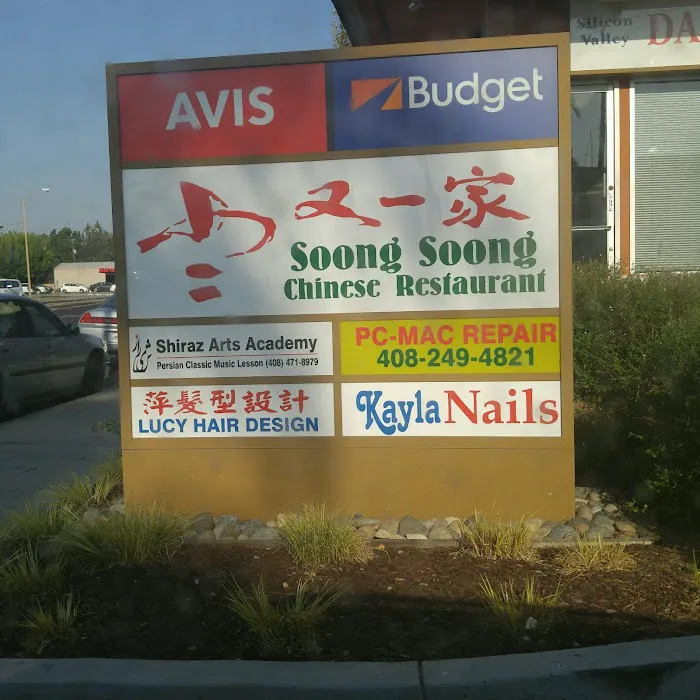 Silicon
Valley DA
AVIS
Budget
又一家
Soong Soong
Chinese Restaurant
Shiraz Arts Academy
Persian Classic Music Lesson (408) 471-8979
PC-MAC REPAIR
408-249-4821
萍髮型設計
LUCY HAIR DESIGN
Kayla Nails